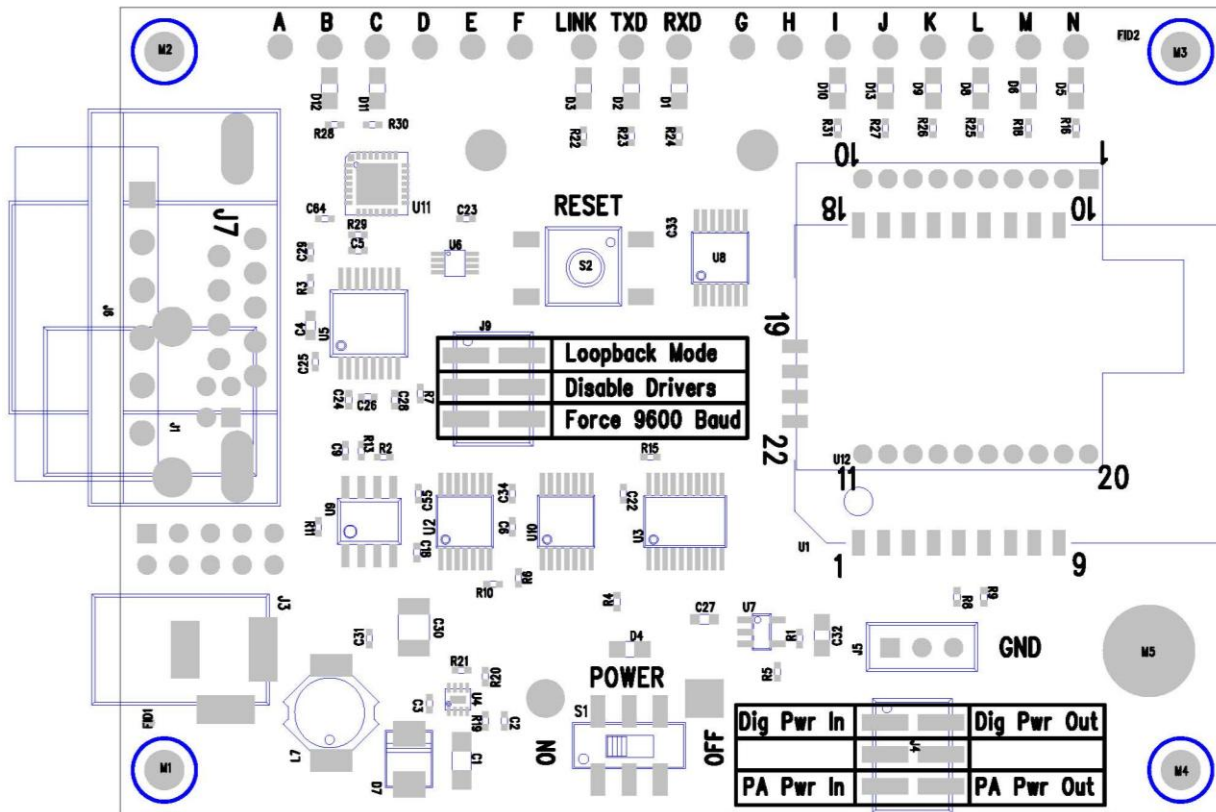 A B C D E F LINK TXD RXD G H I J K L M N
M2 FID2 M3
D12 D11 D3 D2 D1 D10 D13 D9 D8 D6 D5
R28 R30 R22 R23 R24 R31 R27 R26 R25 R18 R16
10 1
U11
C64 R29 C23 RESET C33 18 10
J7
C29 C5 U6 S2 U8
R3
J6 C4 U5 J9 19
C25 Loopback Mode
C24 C26 C28 R7 Disable Drivers
J1 Force 9600 Baud
C9 R13 R2 R15 22 U12 11 20
R11 U9 C55 U2 C34 C6 U10 C22 U3
C18 U1 1 9
R10 R6
J3 R4 R8 R9
C31 C30 C27 U7 R1 C32
D4 J5 GND M5
R21 R20 POWER R5
FID1 C3 U4 S1
R19 C2 Dig Pwr In Dig Pwr Out
L7 D7 C1 ON OFF J4
M1 PA Pwr In PA Pwr Out M4